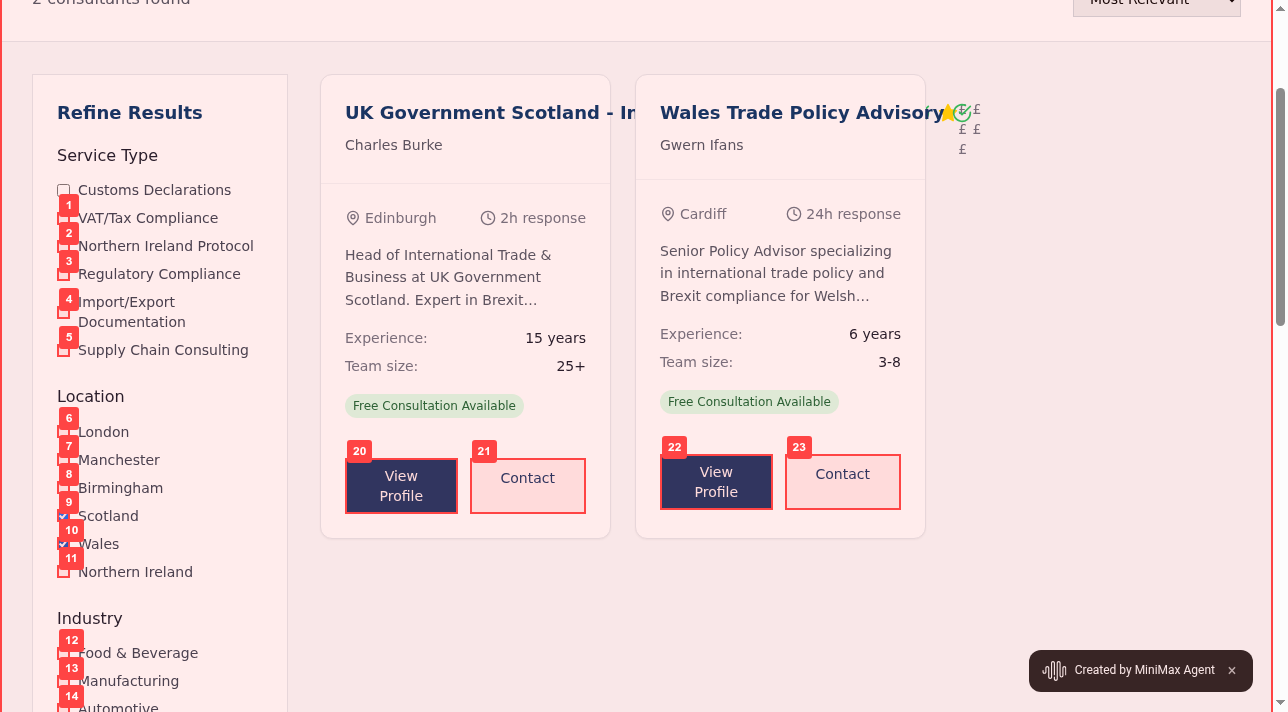 2 consultants found
Most Relevant
Refine Results
Service Type
Customs Declarations
1
VAT/Tax Compliance
2
Northern Ireland Protocol
3
Regulatory Compliance
4
Import/Export
Documentation
5
Supply Chain Consulting
Location
6
London
7
Manchester
8
Birmingham
9
Scotland
10
Wales
11
Northern Ireland
Industry
12
Food & Beverage
13
Manufacturing
14
Automotive
UK Government Scotland - In
Charles Burke
Edinburgh
2h response
Head of International Trade &
Business at UK Government
Scotland. Expert in Brexit...
Experience:
15 years
Team size:
25+
Free Consultation Available
20
View
Profile
21
Contact
Wales Trade Policy Advisory
££
££
£
Gwern Ifans
Cardiff
24h response
Senior Policy Advisor specializing
in international trade policy and
Brexit compliance for Welsh...
Experience:
6 years
Team size:
3-8
Free Consultation Available
22
View
Profile
23
Contact
Created by MiniMax Agent ×